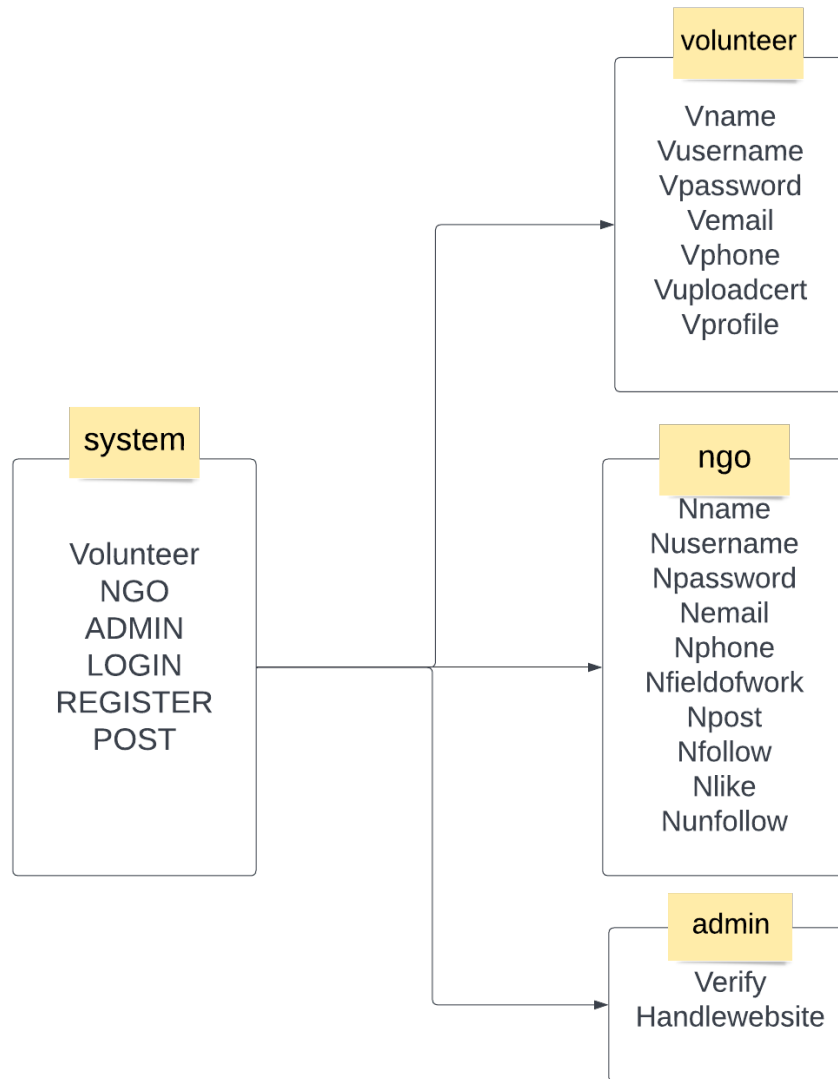 volunteer
Vname
Vusername
Vpassword
Vemail
Vphone
Vuploadcert
Vprofile
system
Volunteer
NGO
ADMIN
LOGIN
REGISTER
POST
ngo
Nname
Nusername
Npassword
Nemail
Nphone
Nfieldofwork
Npost
Nfollow
Nlike
Nunfollow
admin
Verify
Handlewebsite